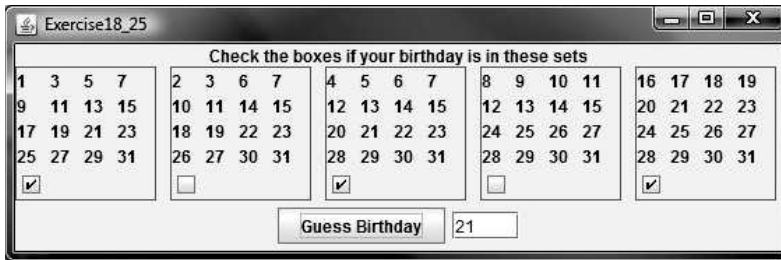 Exercise18_25
Check the boxes if your birthday is in these sets
1 3 5 7
9 11 13 15
17 19 21 23
25 27 29 31
2 3 6 7
10 11 14 15
18 19 22 23
26 27 30 31
4 5 6 7
12 13 14 15
20 21 22 23
28 29 30 31
8 9 10 11
12 13 14 15
24 25 26 27
28 29 30 31
16 17 18 19
20 21 22 23
24 25 26 27
28 29 30 31
Guess Birthday 21